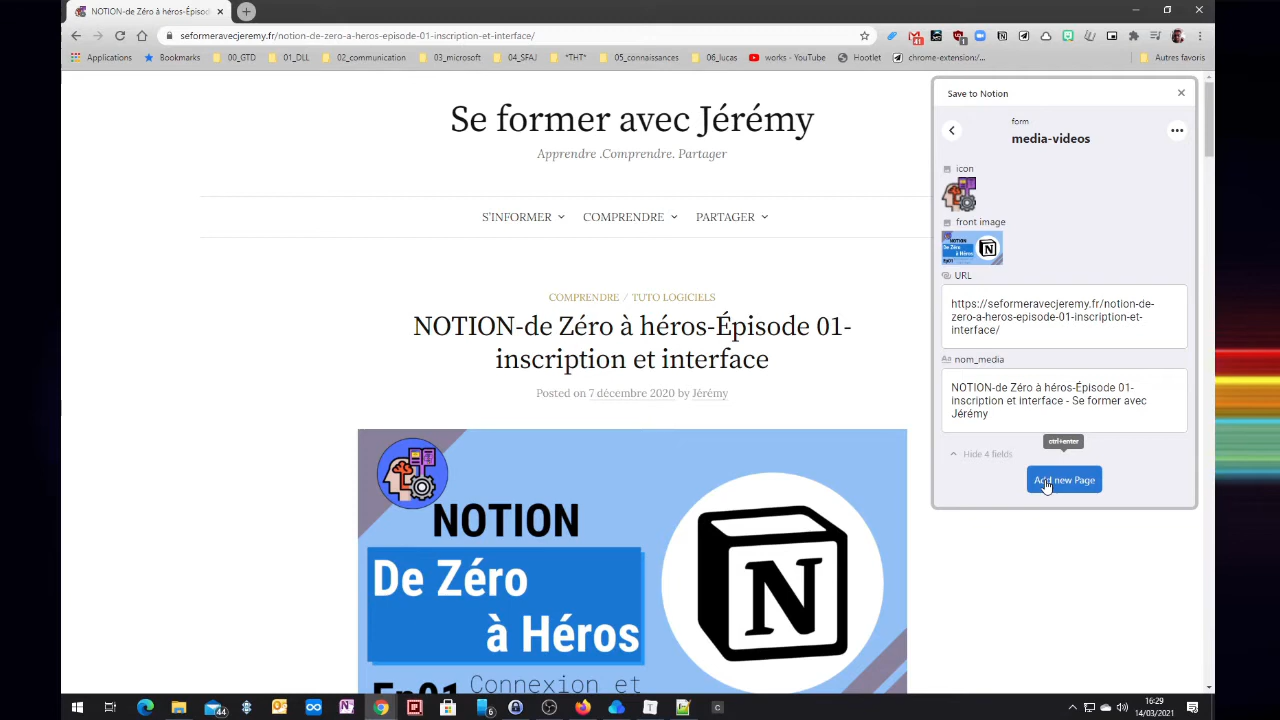 NOTION-de Zéro à héros-Épiso
seformeravecjeremy.fr/notion-de-zero-a-heros-episode-01-inscription-et-interface/
Applications
Bookmarks
00_GTD
01_DLL
02_communication
03_microsoft
04_SFAJ
*THT*
05_connaissances
06_lucas
works - YouTube
Hootlet
chrome-extension/...
Autres favoris
Se former avec Jérémy
Apprendre .Comprendre. Partager
S'INFORMER
COMPRENDRE
PARTAGER
COMPRENDRE / TUTO LOGICIELS
NOTION-de Zéro à héros-Épisode 01-
inscription et interface
Posted on 7 décembre 2020 by Jérémy
NOTION
De Zéro
à Héros
Ep01
Connexion et
N
Save to Notion
form
media-videos
icon
front image
URL
https://seformeravecjeremy.fr/notion-de-
zero-a-heros-episode-01-inscription-et-
interface/
Aa nom_media
NOTION-de Zéro à héros-Épisode 01-
inscription et interface - Se former avec
Jérémy
ctrl+enter
Hide 4 fields
Add new Page
44
6
16:29
14/03/2021